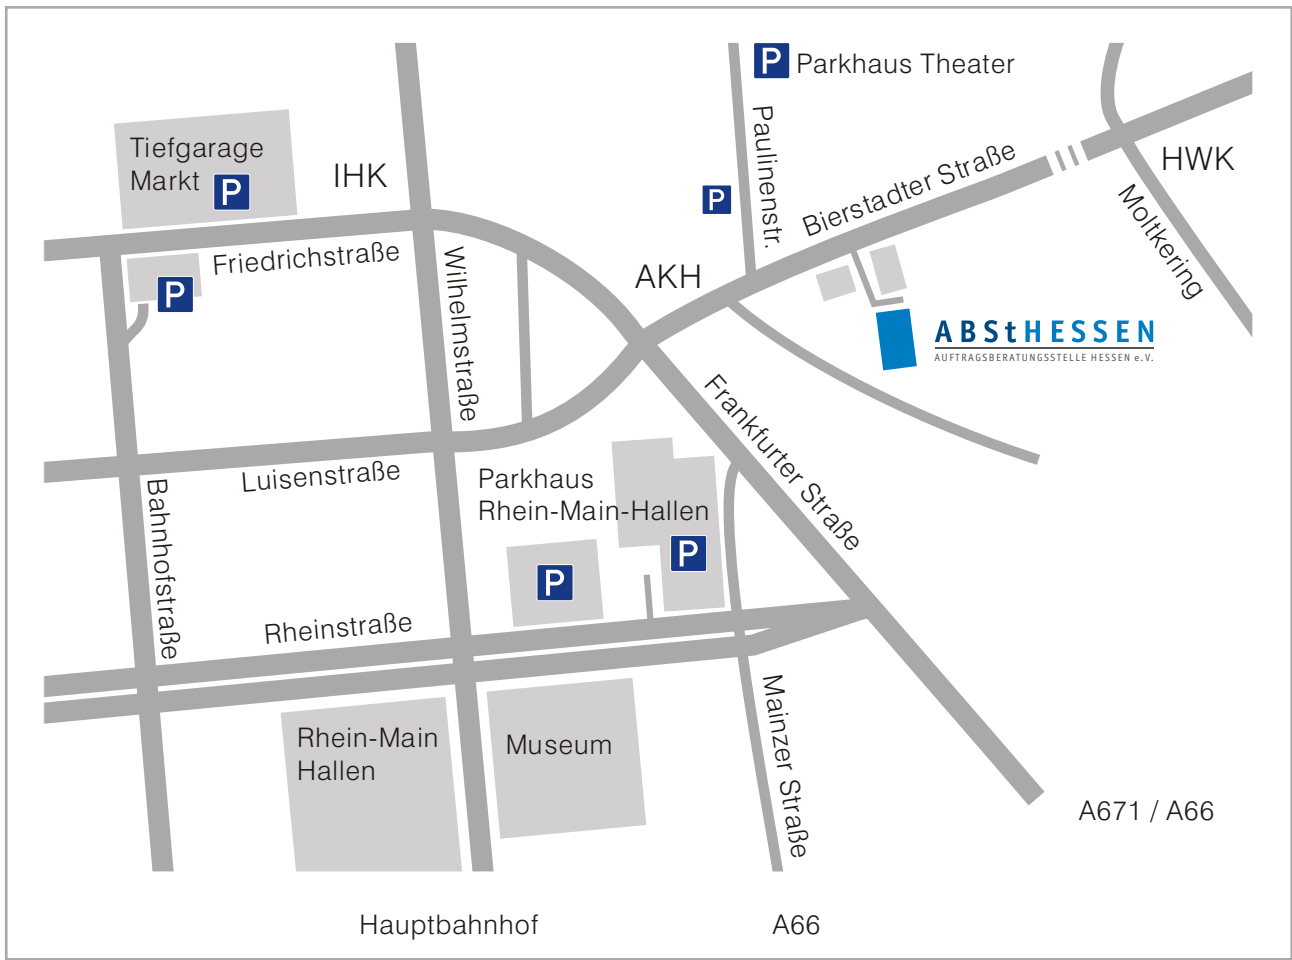 P Parkhaus Theater
Tiefgarage
Markt P
IHK
Paulinenstr.
P
Bierstadter Straße
HWK
Moltkering
Friedrichstraße
P
Wilhelmstraße
AKH
ABStHESSEN
AUFTRAGSBERATUNGSSTELLE HESSEN e.V.
Frankfurter Straße
Luisenstraße
Parkhaus
Rhein-Main-Hallen
P
P
Bahnhofstraße
Rheinstraße
Rhein-Main
Hallen
Museum
Mainzer Straße
A671 / A66
Hauptbahnhof
A66